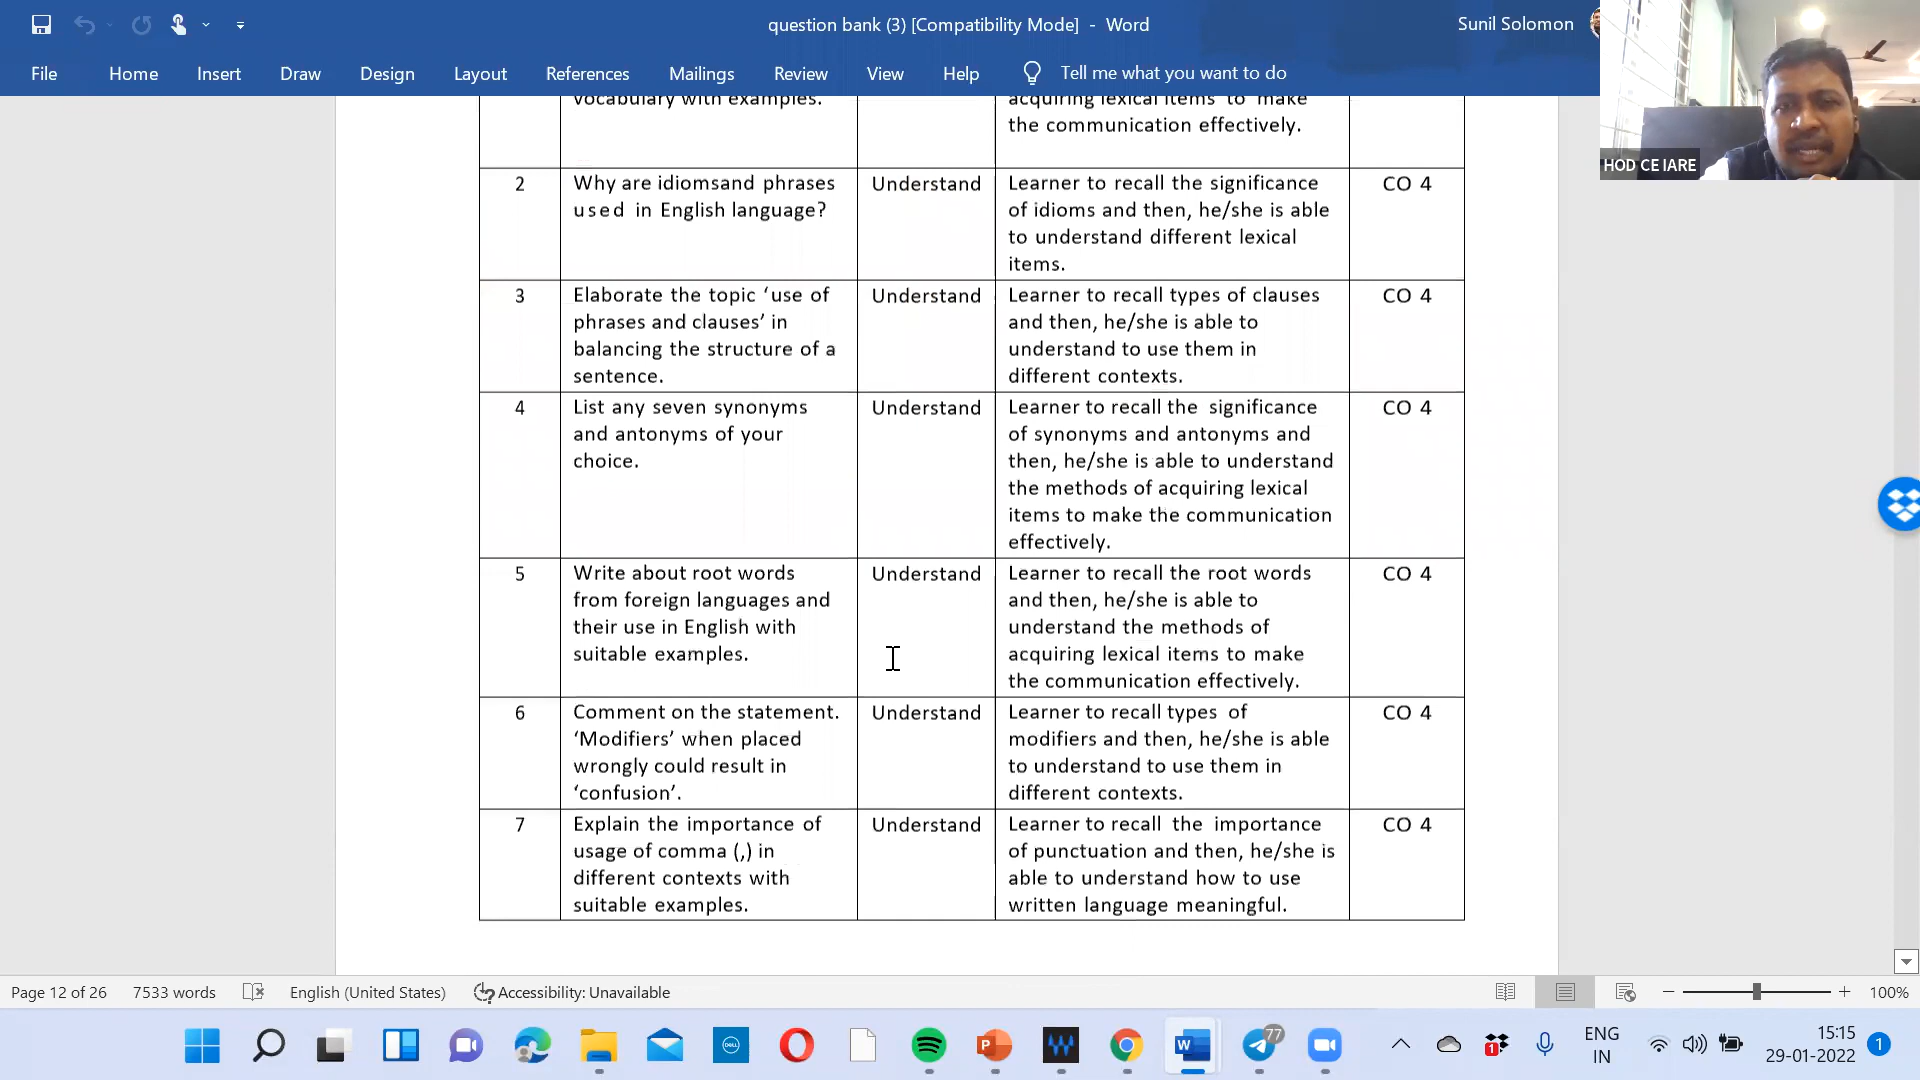 question bank (3) [Compatibility Mode] - Word
Sunil Solomon
File Home Insert Draw Design Layout References Mailings Review View Help Tell me what you want to do
HOD CE IARE
vocabulary with examples.
acquiring lexical items to make
the communication effectively.
2
Why are idiomsand phrases
used in English language?
Understand
Learner to recall the significance
of idioms and then, he/she is able
to understand different lexical
items.
CO 4
3
Elaborate the topic ‘use of
phrases and clauses’ in
balancing the structure of a
sentence.
Understand
Learner to recall types of clauses
and then, he/she is able to
understand to use them in
different contexts.
CO 4
4
List any seven synonyms
and antonyms of your
choice.
Understand
Learner to recall the significance
of synonyms and antonyms and
then, he/she is able to understand
the methods of acquiring lexical
items to make the communication
effectively.
CO 4
5
Write about root words
from foreign languages and
their use in English with
suitable examples.
Understand
Learner to recall the root words
and then, he/she is able to
understand the methods of
acquiring lexical items to make
the communication effectively.
CO 4
6
Comment on the statement.
‘Modifiers’ when placed
wrongly could result in
‘confusion’.
Understand
Learner to recall types of
modifiers and then, he/she is able
to understand to use them in
different contexts.
CO 4
7
Explain the importance of
usage of comma (,) in
different contexts with
suitable examples.
Understand
Learner to recall the importance
of punctuation and then, he/she is
able to understand how to use
written language meaningful.
CO 4
Page 12 of 26 7533 words English (United States) Accessibility: Unavailable 100%
DELL
P
W
77
1
ENG
IN
15:15
29-01-2022
1